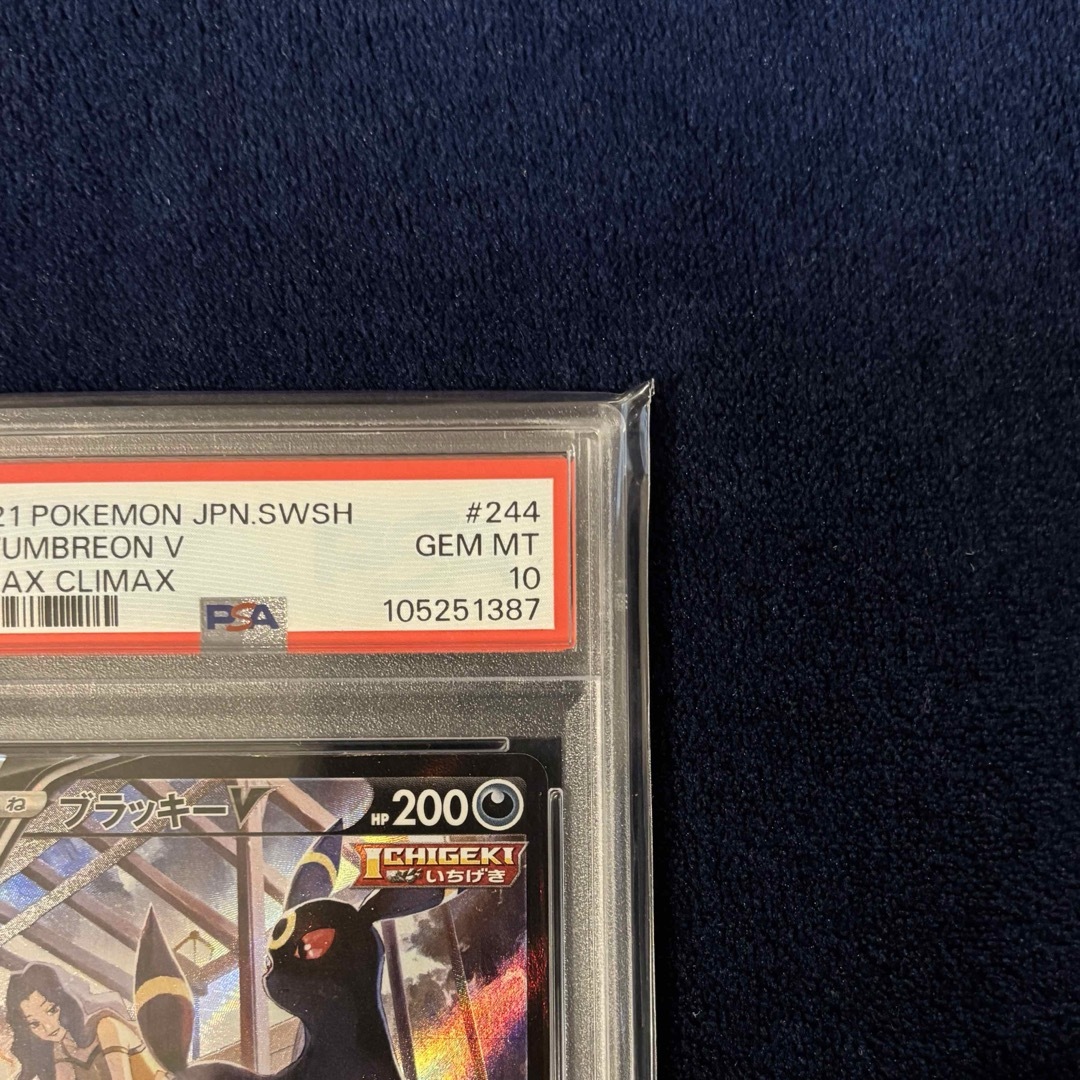 21 POKEMON JPN.SWSH #244
/UMBREON V GEM MT
AX CLIMAX 10
PSA 105251387
ね ブラッキーV HP 200
ICHIGEKI
いちげき